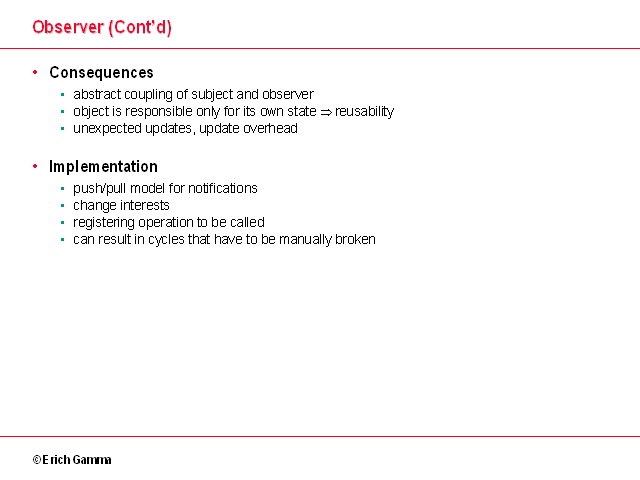 Observer (Cont'd)
• Consequences
• abstract coupling of subject and observer
• object is responsible only for its own state ⇒ reusability
• unexpected updates, update overhead
• Implementation
• push/pull model for notifications
• change interests
• registering operation to be called
• can result in cycles that have to be manually broken
© Erich Gamma